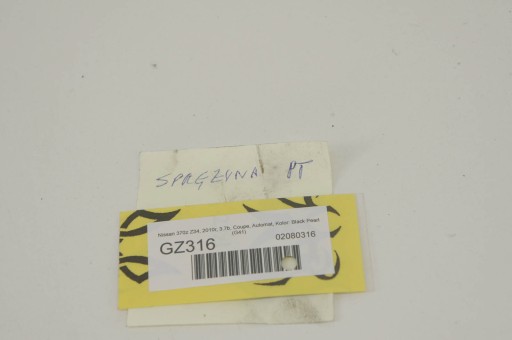 SPRĘŻYNA PT
Nissan 370Z Z34, 2010r, 3.7b, Coupe, Automat, Kolor: Black Pearl
(G41)
GZ316
02080316